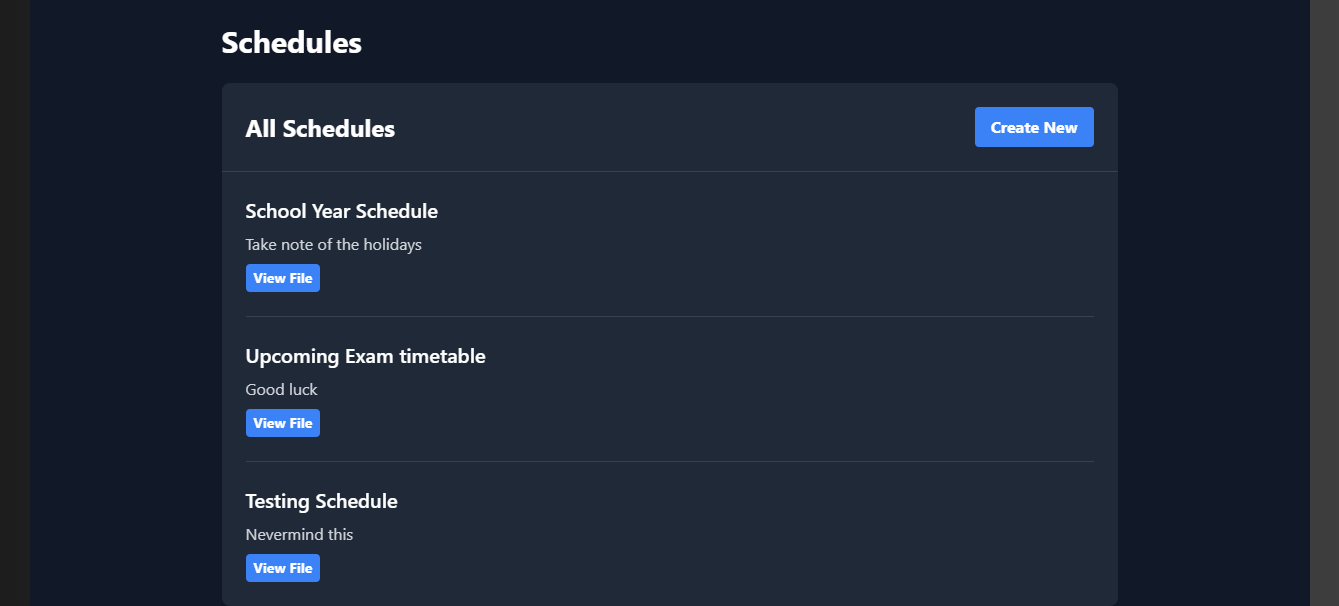 Schedules
All Schedules
Create New
School Year Schedule
Take note of the holidays
View File
Upcoming Exam timetable
Good luck
View File
Testing Schedule
Nevermind this
View File